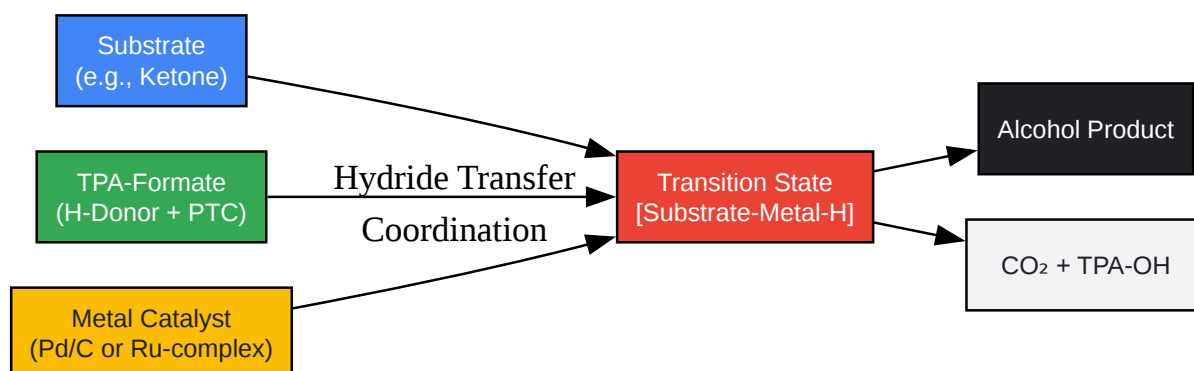 Substrate
(e.g., Ketone)
TPA-Formate
(H-Donor + PTC)
Metal Catalyst
(Pd/C or Ru-complex)
Hydride Transfer
Coordination
Transition State
[Substrate-Metal-H]
Alcohol Product
CO₂ + TPA-OH